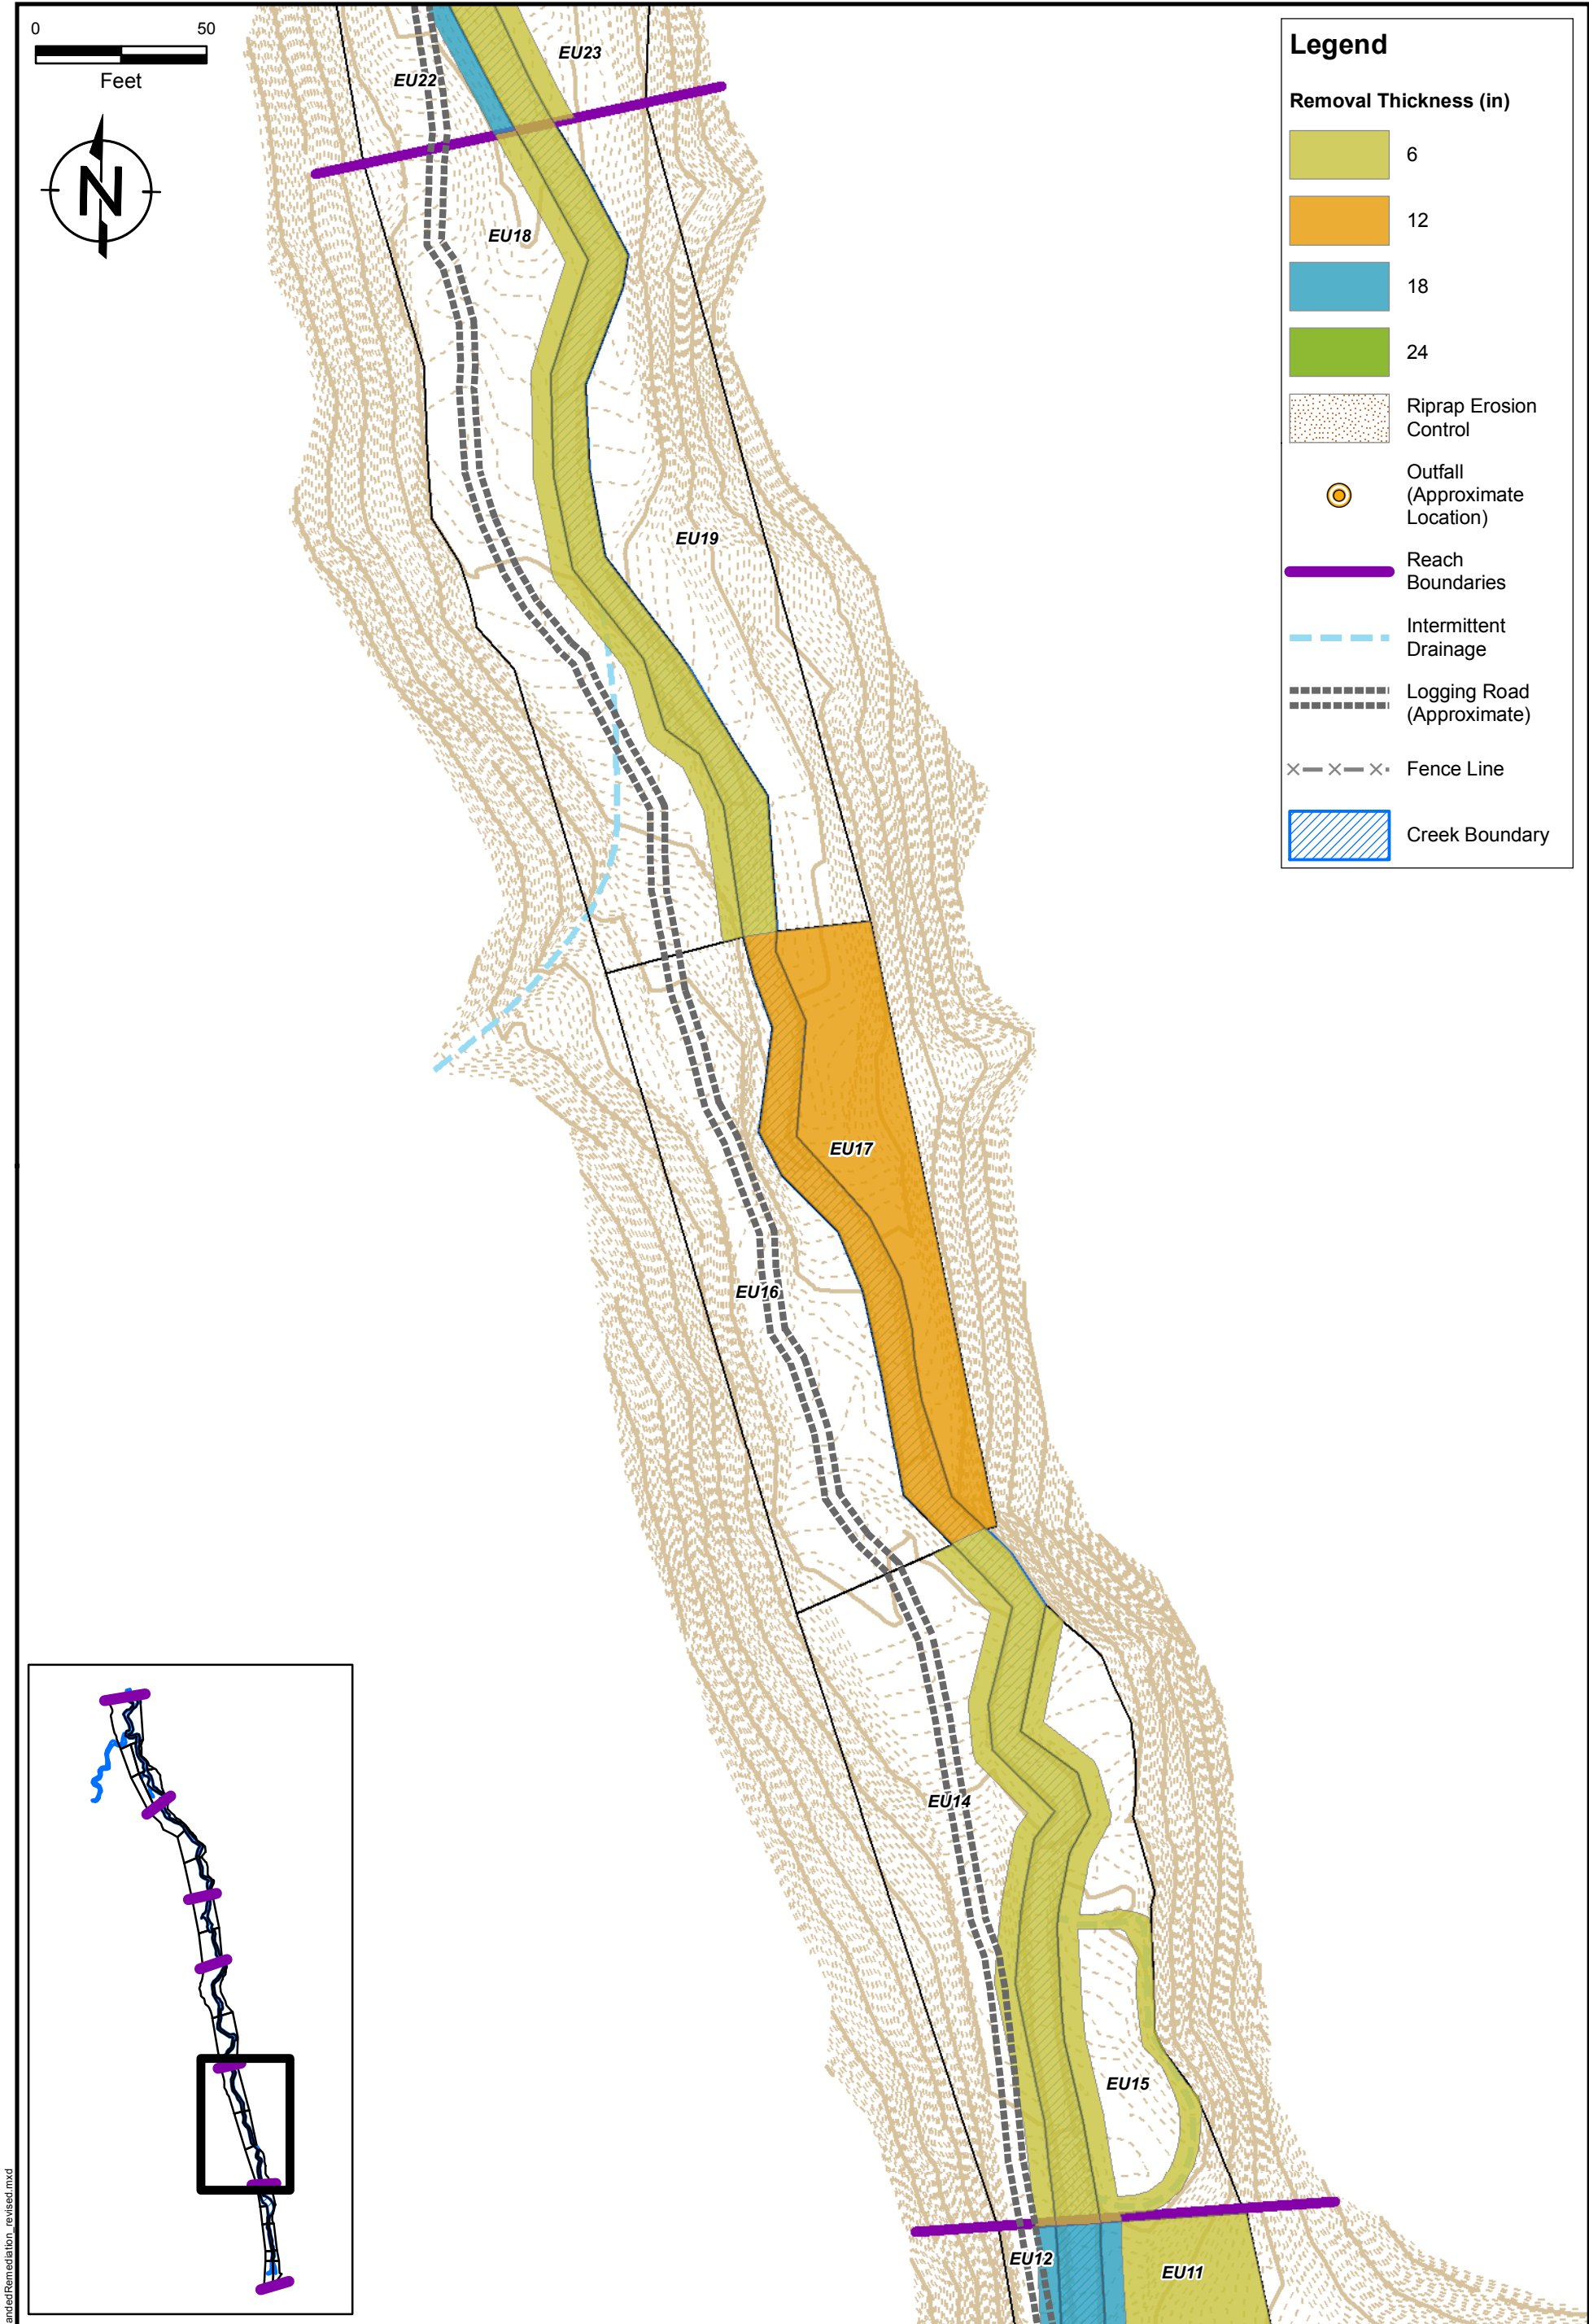 0 50
Feet
N
EU23
EU22
EU18
EU19
EU17
EU16
EU14
EU15
EU12
EU11
Legend
Removal Thickness (in)
6
12
18
24
Riprap Erosion
Control
Outfall
(Approximate
Location)
Reach
Boundaries
Intermittent
Drainage
Logging Road
(Approximate)
Fence Line
Creek Boundary
andedRemediation_revised.mxd